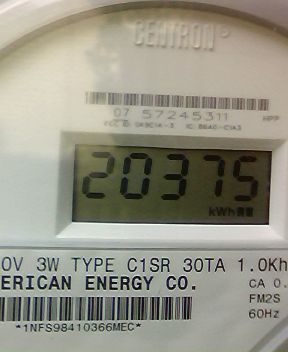 CENTRON®
07 57245311 HPP
20375
kWh
0V 3W TYPE C1SR 30TA 1.0Kh
ERICAN ENERGY CO. CA 0.
FM2S
60Hz
*1NFS98410366MEC*